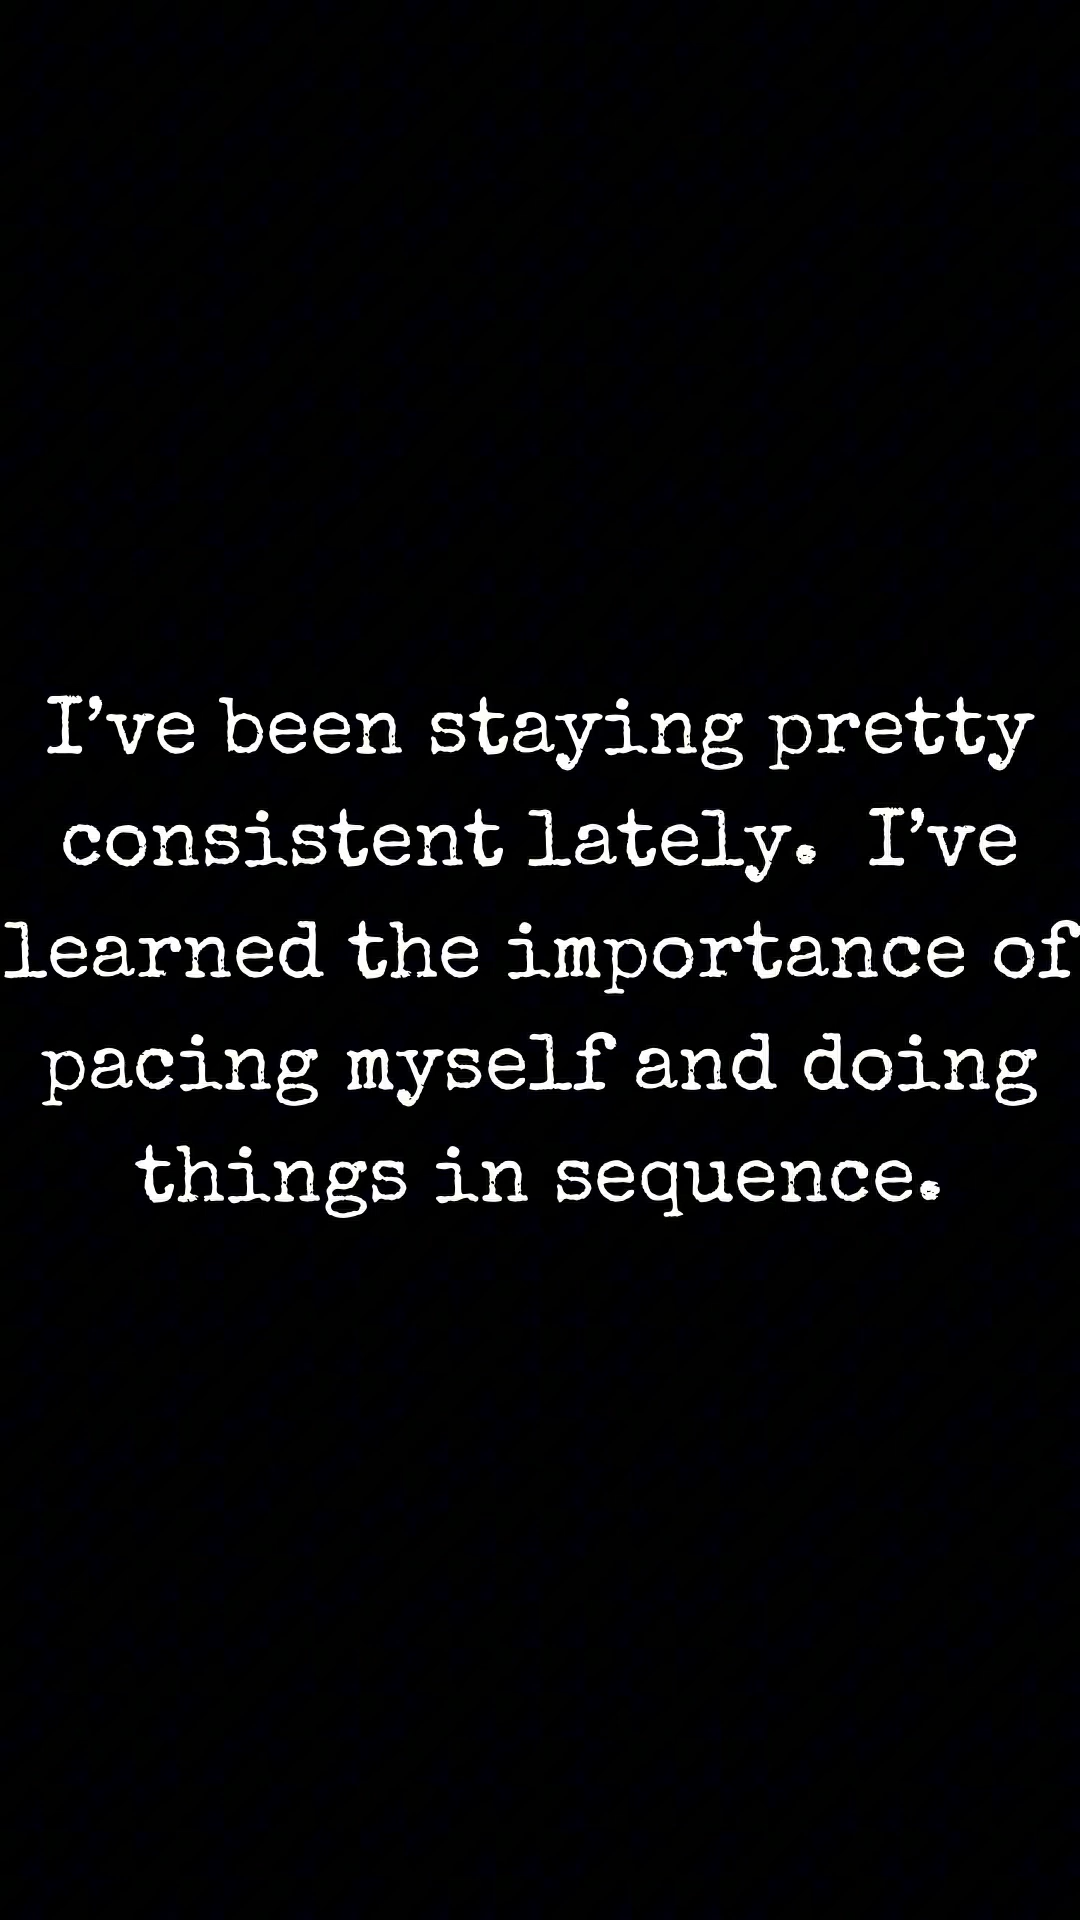 I’ve been staying pretty
consistent lately.  I’ve
learned the importance of
pacing myself and doing
things in sequence.